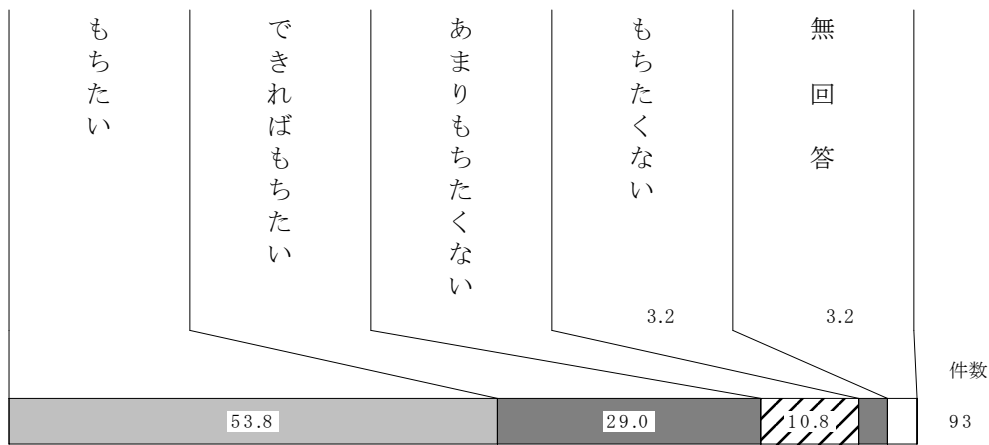 もちたい
できればもちたい
あまりもちたくない
もちたくない
無回答
3.2
3.2
件数
53.8
29.0
10.8
93